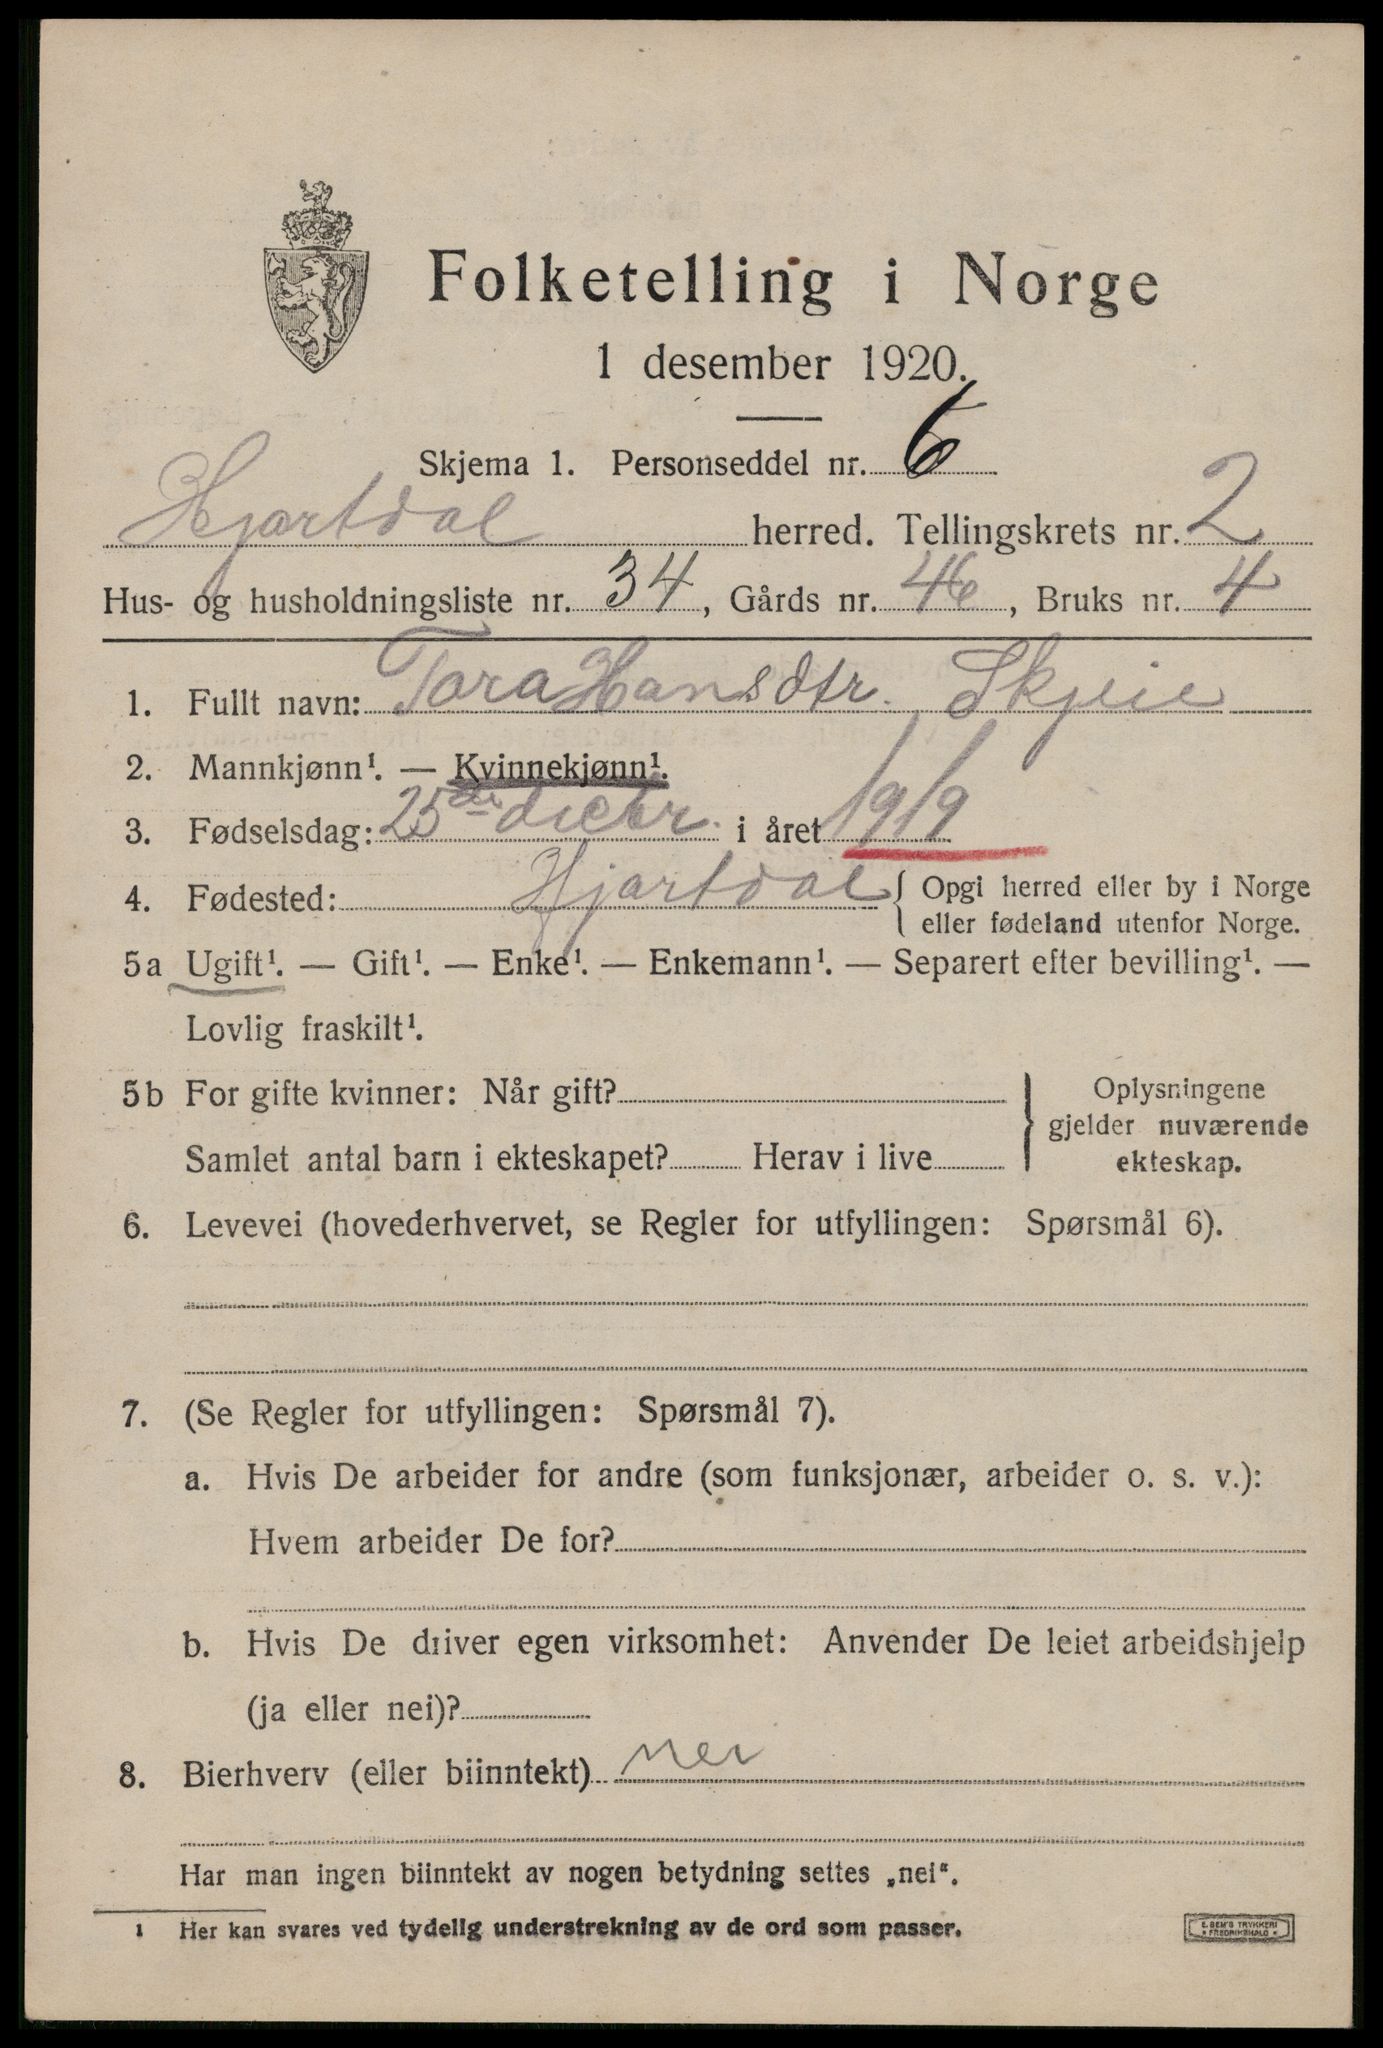 Folketelling i Norge
1 desember 1920.
Skjema 1. Personseddel nr. 6
Hjartdal herred. Tellingskrets nr. 2
Hus- og husholdningsliste nr. 34, Gårds nr. 46, Bruks nr. 4
1. Fullt navn: Tora Hansdtr. Skjeie
2. Mannkjønn¹. — Kvinnekjønn¹.
3. Fødselsdag: 25de decbr. i året 1919
4. Fødested: Hjartdal { Opgi herred eller by i Norge
eller fødeland utenfor Norge.
5a Ugift¹. — Gift¹. — Enke¹. — Enkemann¹. — Separert efter bevilling¹. —
Lovlig fraskilt¹.
5b For gifte kvinner: Når gift?
Samlet antal barn i ekteskapet? Herav i live
Oplysningene
gjelder nuværende
ekteskap.
6. Levevei (hovederhvervet, se Regler for utfyllingen: Spørsmål 6).
7. (Se Regler for utfyllingen: Spørsmål 7).
a. Hvis De arbeider for andre (som funksjonær, arbeider o. s. v.):
Hvem arbeider De for?
b. Hvis De driver egen virksomhet: Anvender De leiet arbeidshjelp
(ja eller nei)?
8. Bierhverv (eller biinntekt) nei
Har man ingen biinntekt av nogen betydning settes „nei“.
1 Her kan svares ved tydelig understrekning av de ord som passer.
E. SEM'S TRYKKERI
* FREDRIKSHALD *